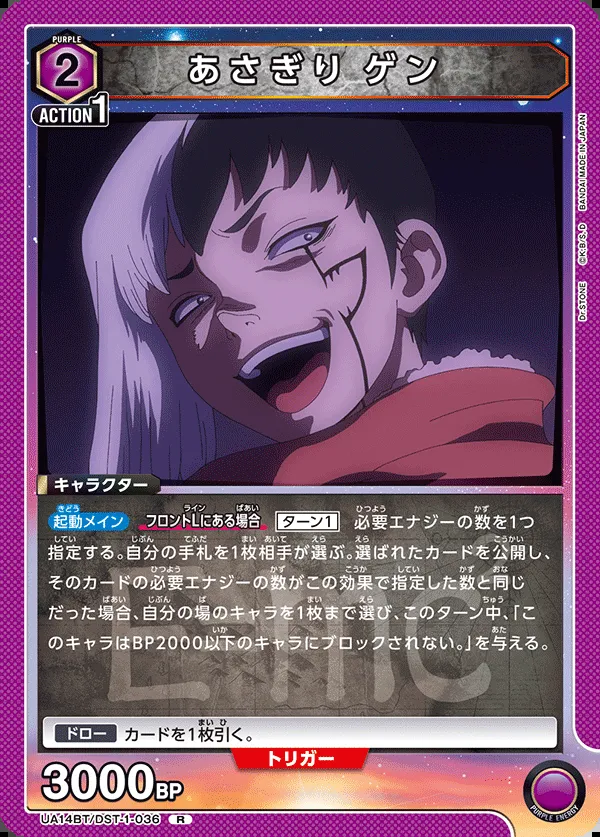 PURPLE
2
ACTION 1
あさぎり ゲン
Dr.STONE ©K,B/S,D BANDAI MADE IN JAPAN
キャラクター
起動メイン フロントLにある場合 ターン1 必要エナジーの数を1つ
指定する。自分の手札を1枚相手が選ぶ。選ばれたカードを公開し、
そのカードの必要エナジーの数がこの効果で指定した数と同じ
だった場合、自分の場のキャラを1枚まで選び、このターン中、「こ
のキャラはBP2000以下のキャラにブロックされない。」を与える。
ドロー カードを1枚引く。
トリガー
3000BP
UA14BT/DST-1-036 R
PURPLE ENERGY